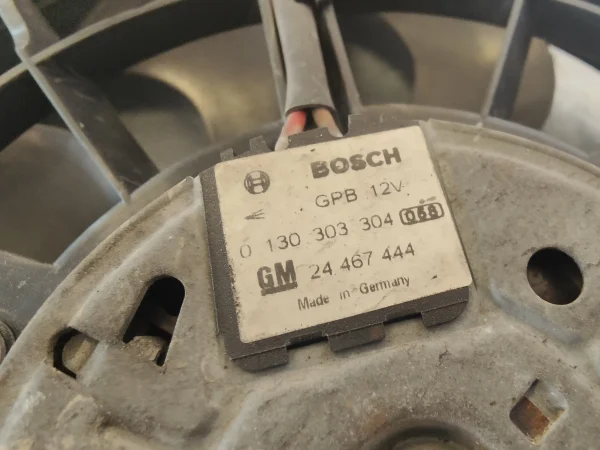 BOSCH
GPB 12V
0 130 303 304 068
GM 24 467 444
Made in Germany